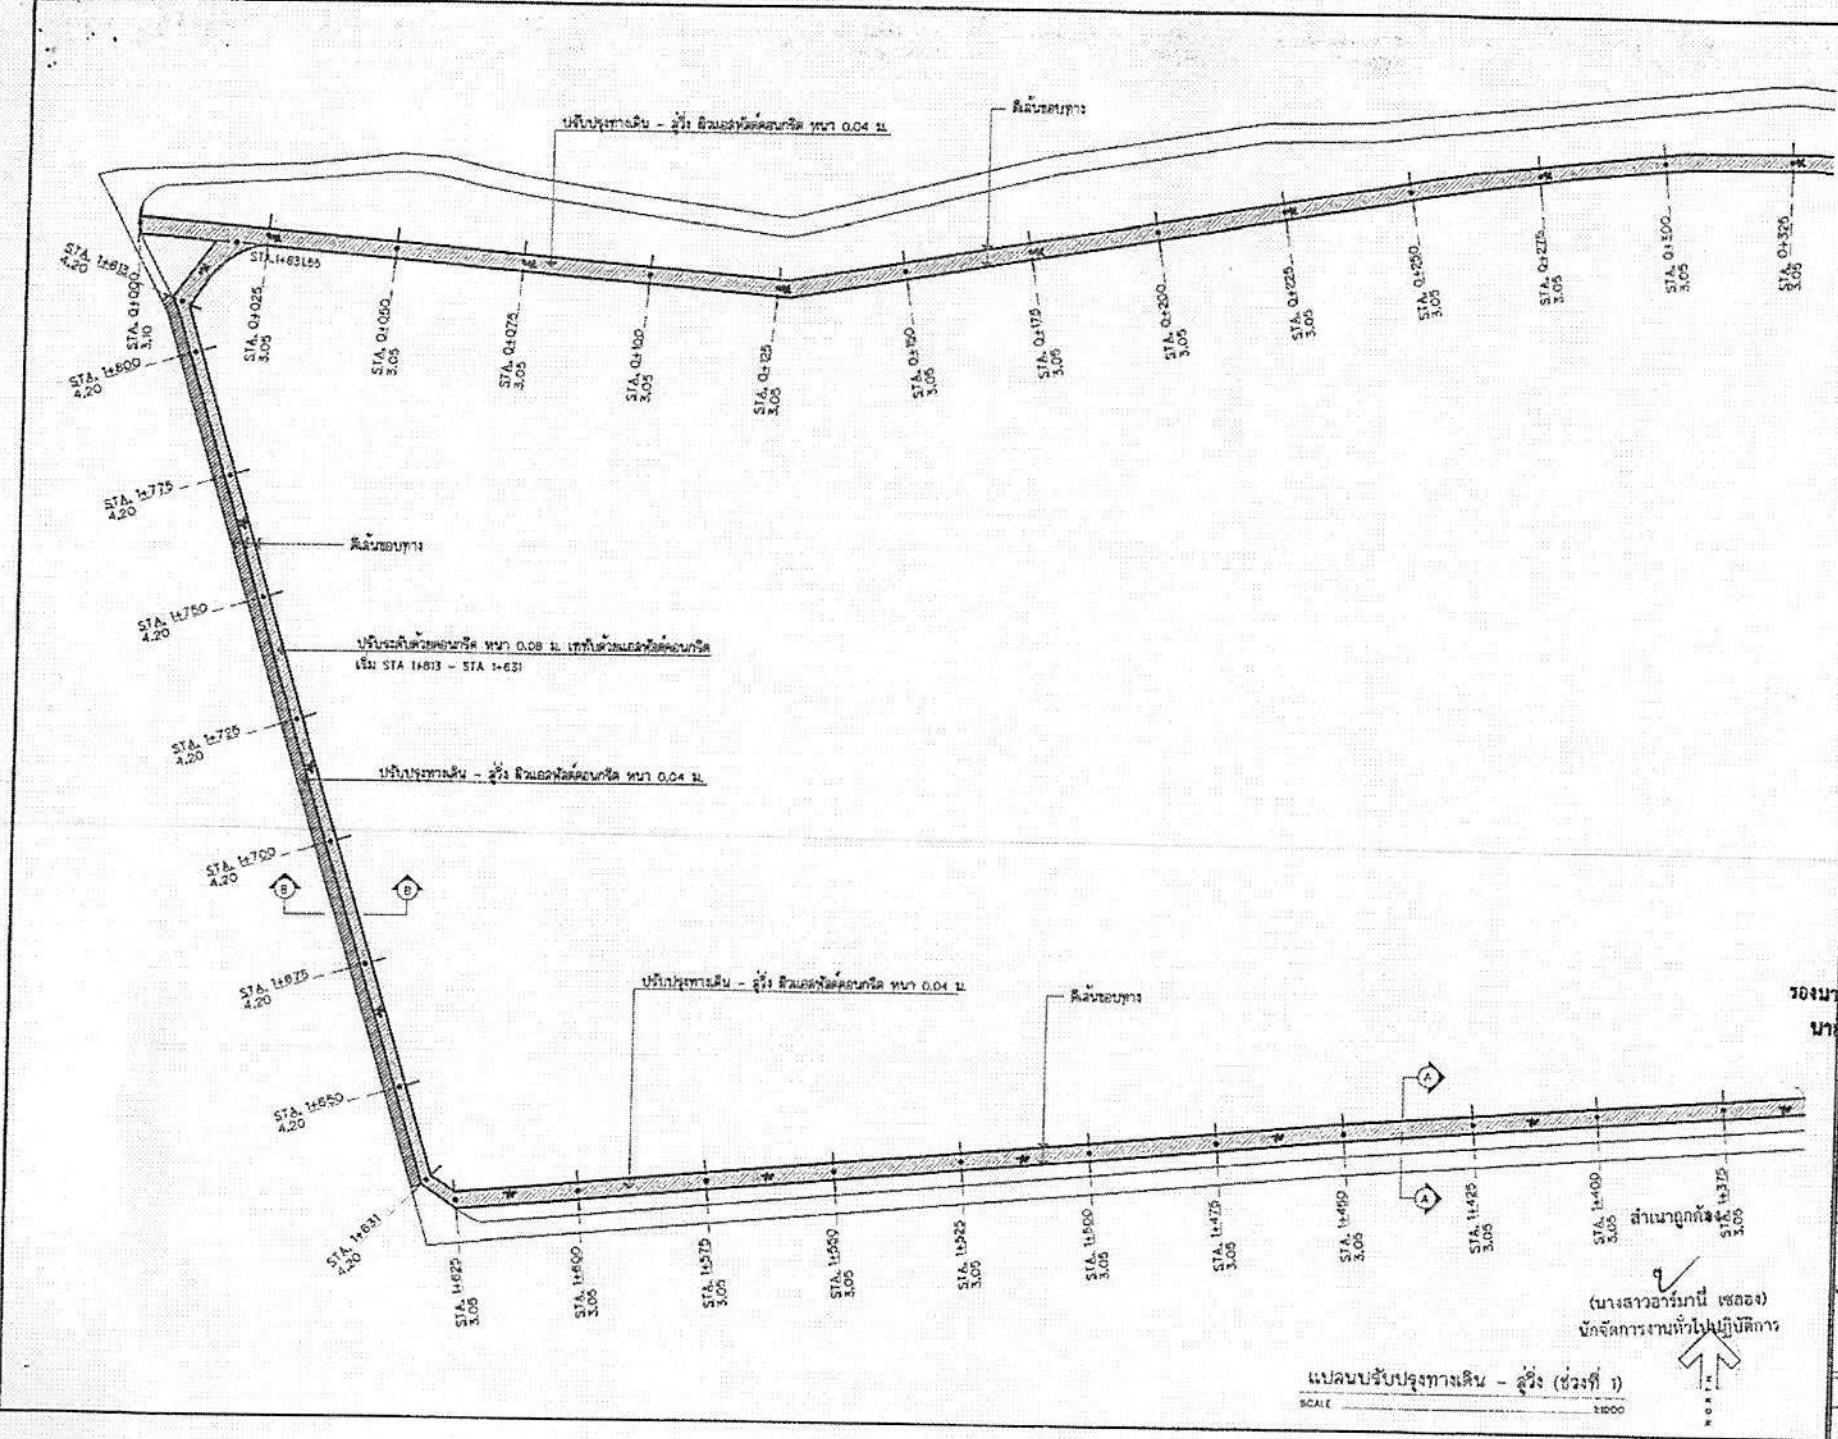 ปรับปรุงทางเดิน - ลู่วิ่ง ผิวแอสฟัลต์คอนกรีต หนา 0.04 ม.
ตีเส้นขอบทาง
STA. 1+813
4.20
STA. 0+000
3.10
STA.1+631.55
STA. 0+025
3.05
STA. 0+050
3.05
STA. 0+075
3.05
STA. 0+100
3.05
STA. 0+125
3.05
STA. 0+150
3.05
STA. 0+175
3.05
STA. 0+200
3.05
STA. 0+225
3.05
STA. 0+250
3.05
STA. 0+275
3.05
STA. 0+300
3.05
STA. 0+325
3.05
STA. 1+800
4.20
STA. 1+775
4.20
ตีเส้นขอบทาง
STA. 1+750
4.20
ปรับระดับด้วยคอนกรีต หนา 0.08 ม. เททับด้วยแอสฟัลต์คอนกรีต
เริ่ม STA 1+813 - STA 1+631
STA. 1+725
4.20
ปรับปรุงทางเดิน - ลู่วิ่ง ผิวแอสฟัลต์คอนกรีต หนา 0.04 ม.
STA. 1+700
4.20
B
B
STA. 1+675
4.20
ปรับปรุงทางเดิน - ลู่วิ่ง ผิวแอสฟัลต์คอนกรีต หนา 0.04 ม.
ตีเส้นขอบทาง
STA. 1+650
4.20
A
A
STA. 1+631
4.20
STA. 1+625
3.05
STA. 1+600
3.05
STA. 1+575
3.05
STA. 1+550
3.05
STA. 1+525
3.05
STA. 1+500
3.05
STA. 1+475
3.05
STA. 1+450
3.05
STA. 1+425
3.05
STA. 1+400
3.05
STA. 1+375
3.05
สำเนาถูกต้อง
(นางสาวอาร์มานี เซลอง)
นักจัดการงานทั่วไปปฏิบัติการ
แปลนปรับปรุงทางเดิน - ลู่วิ่ง (ช่วงที่ 1)
SCALE 1:1000
NORTH